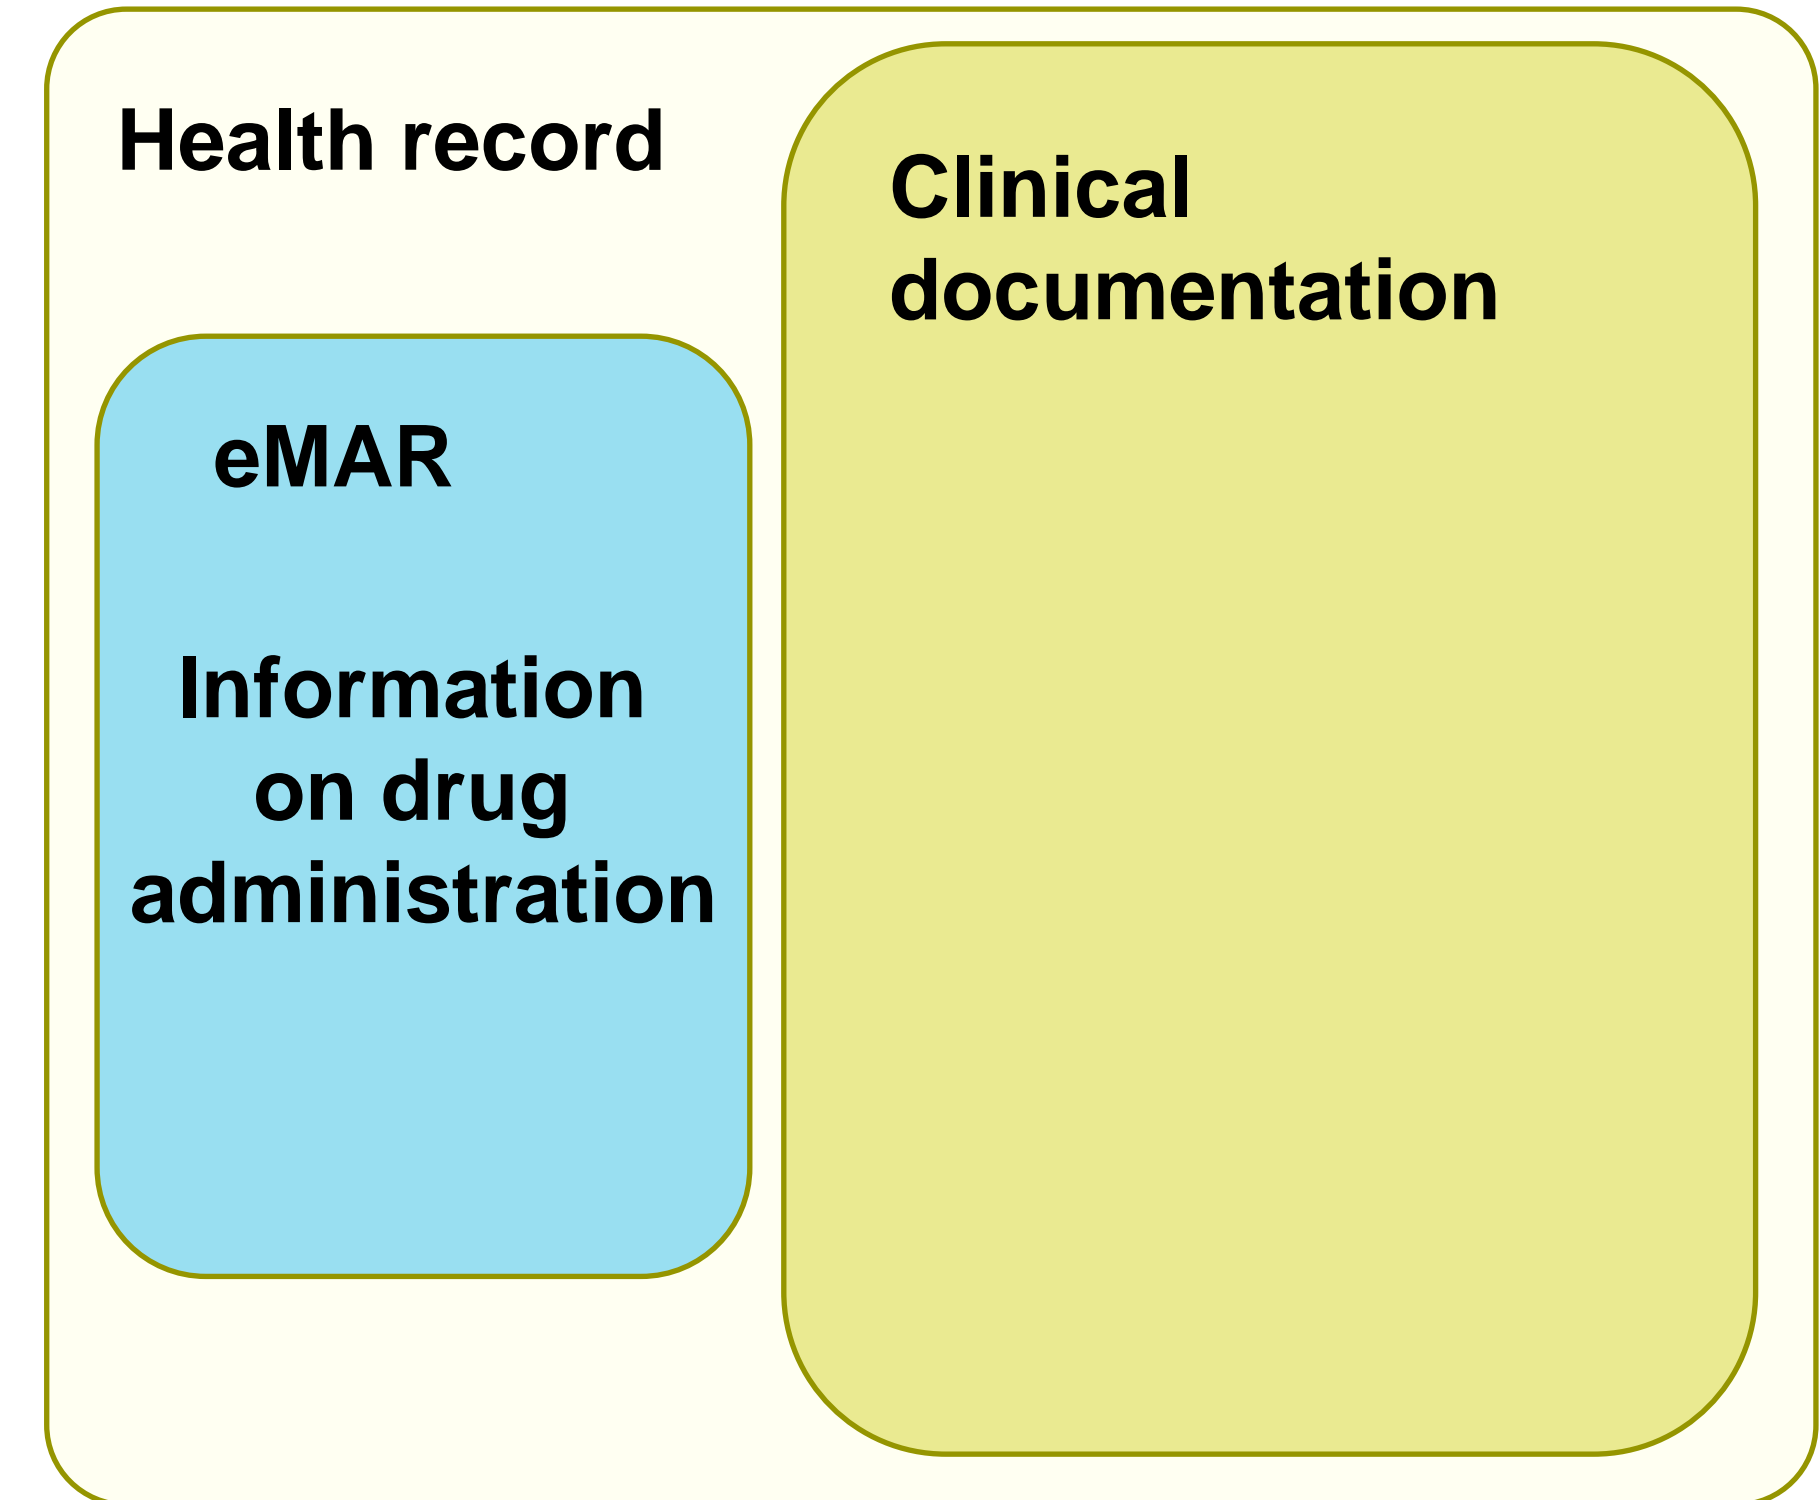 Health record
Clinical
documentation
eMAR
Information
on drug
administration